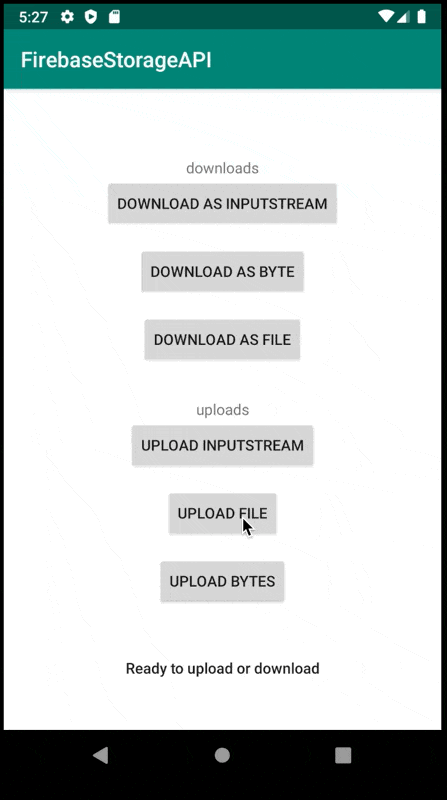 5:27
FirebaseStorageAPI
downloads
DOWNLOAD AS INPUTSTREAM
DOWNLOAD AS BYTE
DOWNLOAD AS FILE
uploads
UPLOAD INPUTSTREAM
UPLOAD FILE
UPLOAD BYTES
Ready to upload or download